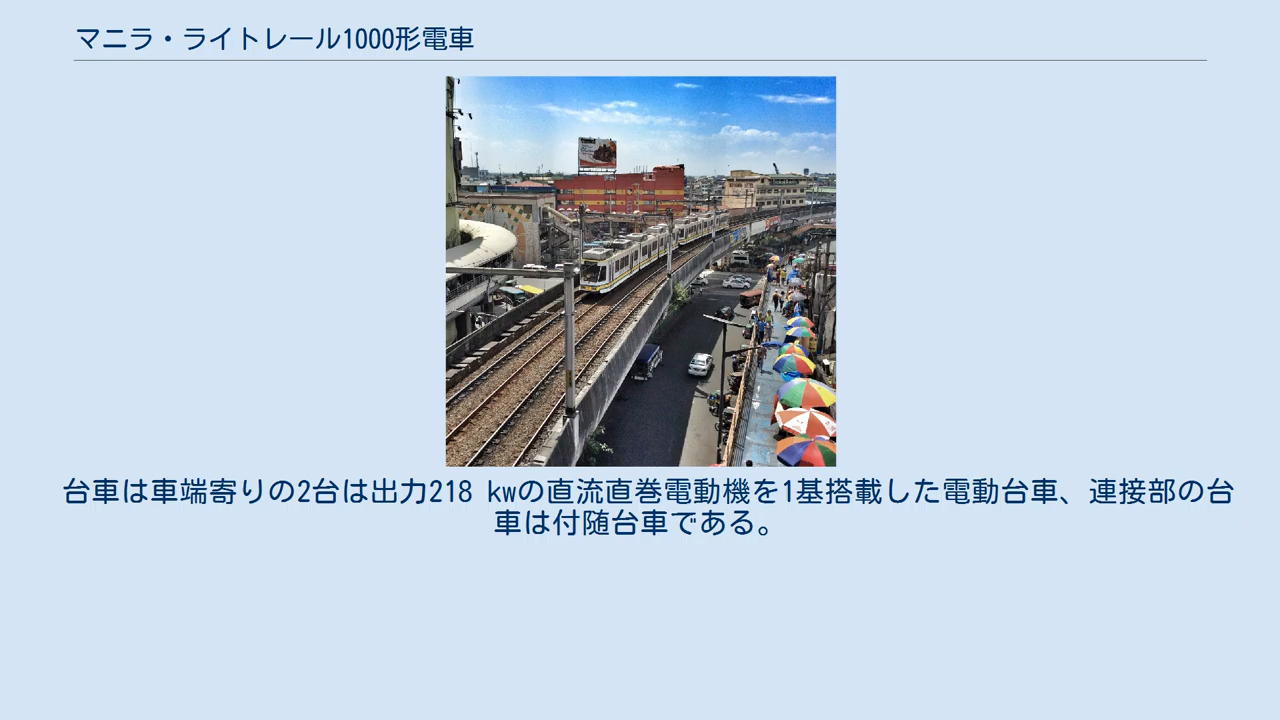 マニラ・ライトレール1000形電車
台車は車端寄りの2台は出力218 kwの直流直巻電動機を1基搭載した電動台車、連接部の台
車は付随台車である。